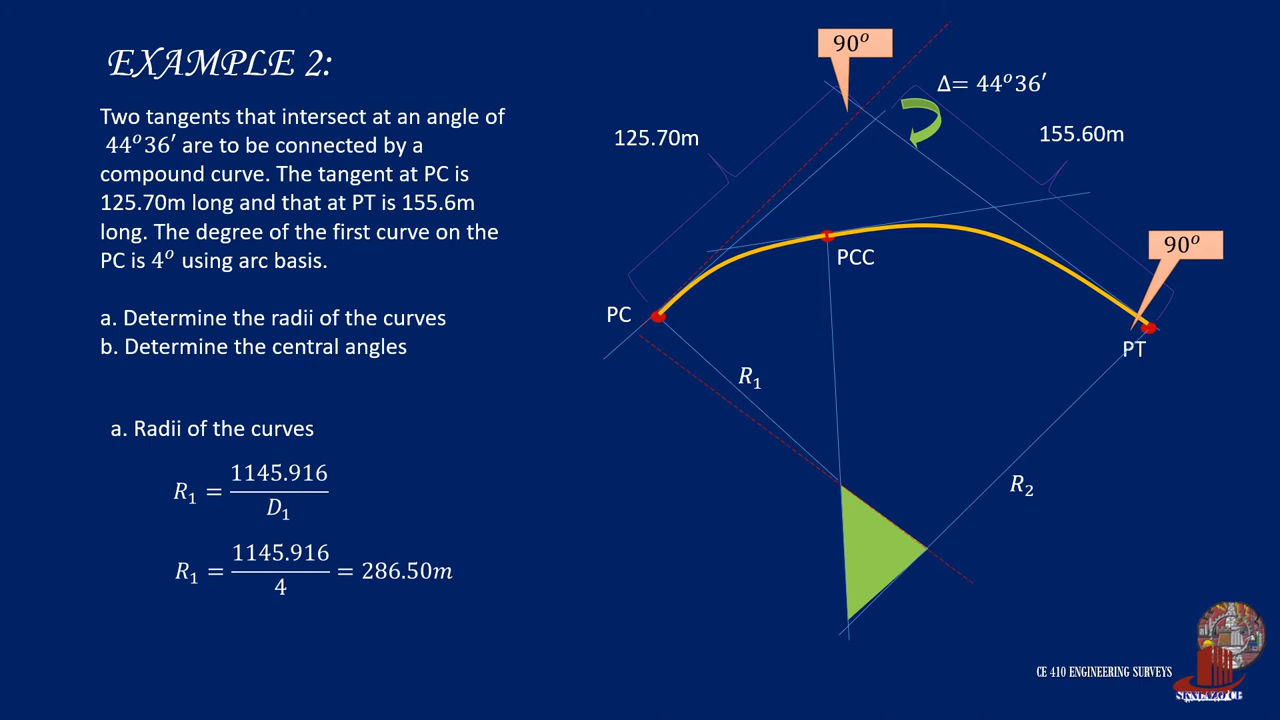 EXAMPLE 2:
Two tangents that intersect at an angle of
44°36′ are to be connected by a
compound curve. The tangent at PC is
125.70m long and that at PT is 155.6m
long. The degree of the first curve on the
PC is 4° using arc basis.
a. Determine the radii of the curves
b. Determine the central angles
a. Radii of the curves
R₁ = 1145.916 / D₁
R₁ = 1145.916 / 4 = 286.50m
90°
Δ= 44°36′
125.70m
155.60m
PCC
90°
PC
PT
R₁
R₂
CE 410 ENGINEERING SURVEYS